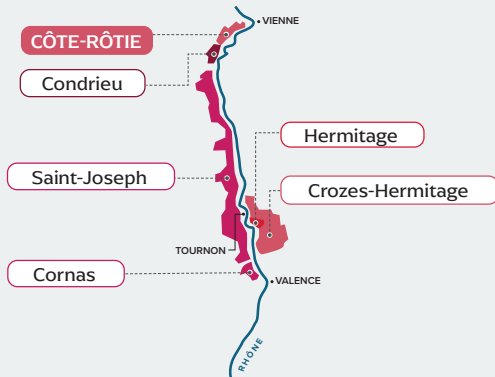 VIENNE
CÔTE-RÔTIE
Condrieu
Hermitage
Saint-Joseph
Crozes-Hermitage
TOURNON
Cornas
VALENCE
RHÔNE